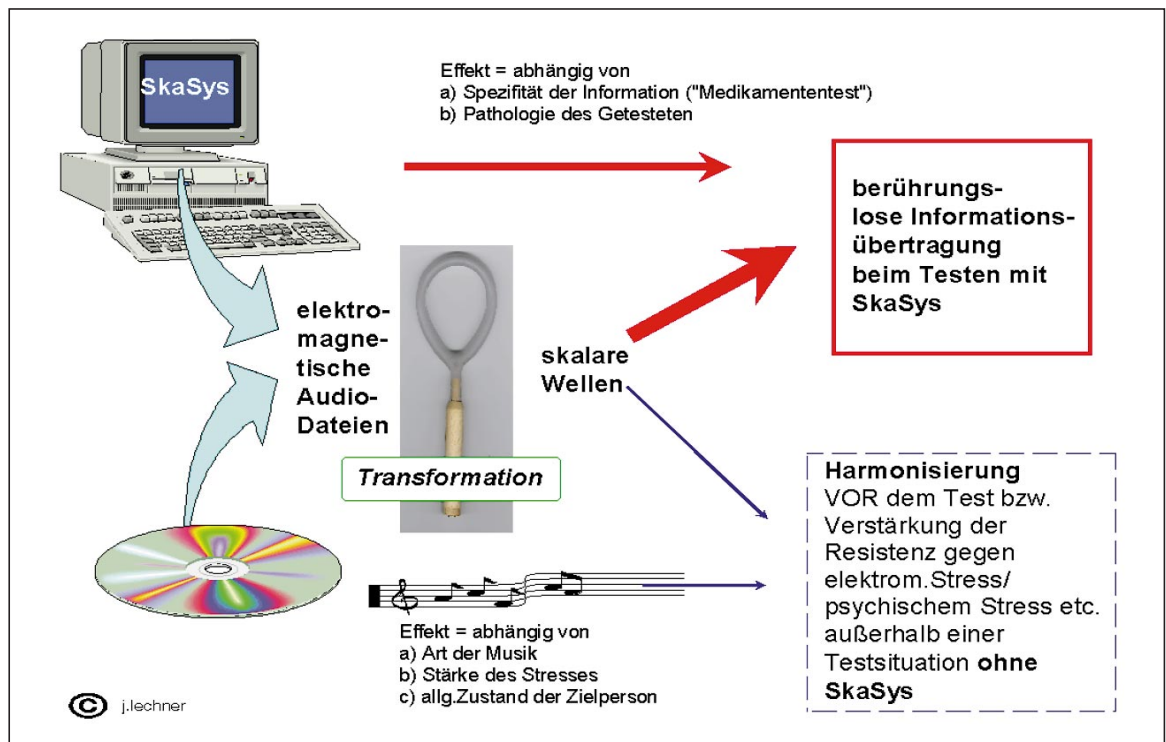 SkaSys
Effekt = abhängig von
a) Spezifität der Information ("Medikamententest")
b) Pathologie des Getesteten
berührungs-
lose Informations-
übertragung
beim Testen mit
SkaSys
elektro-
magne-
tische
Audio-
Dateien
skalare
Wellen
Transformation
Harmonisierung
VOR dem Test bzw.
Verstärkung der
Resistenz gegen
elektrom.Stress/
psychischem Stress etc.
außerhalb einer
Testsituation ohne
SkaSys
Effekt = abhängig von
a) Art der Musik
b) Stärke des Stresses
c) allg.Zustand der Zielperson
© j.lechner